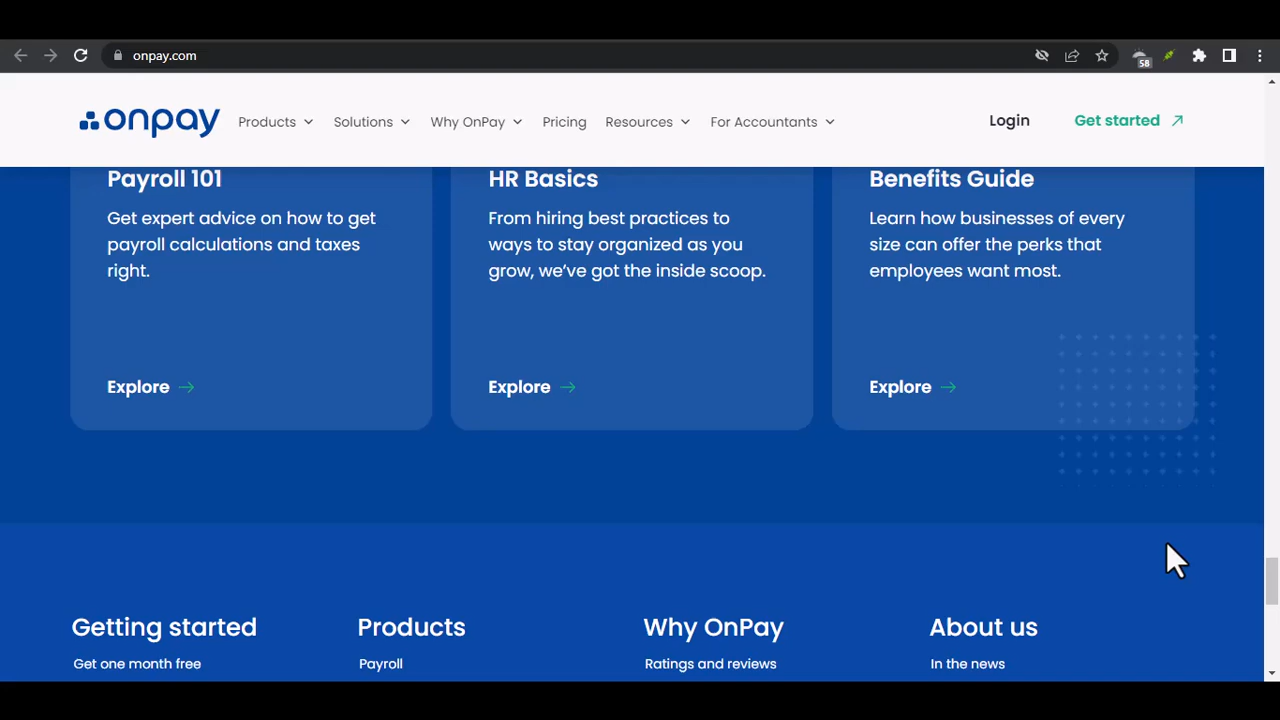 onpay.com
58
onpay
Products
Solutions
Why OnPay
Pricing
Resources
For Accountants
Login
Get started
Payroll 101
Get expert advice on how to get
payroll calculations and taxes
right.
Explore
HR Basics
From hiring best practices to
ways to stay organized as you
grow, we’ve got the inside scoop.
Explore
Benefits Guide
Learn how businesses of every
size can offer the perks that
employees want most.
Explore
Getting started
Get one month free
Products
Payroll
Why OnPay
Ratings and reviews
About us
In the news